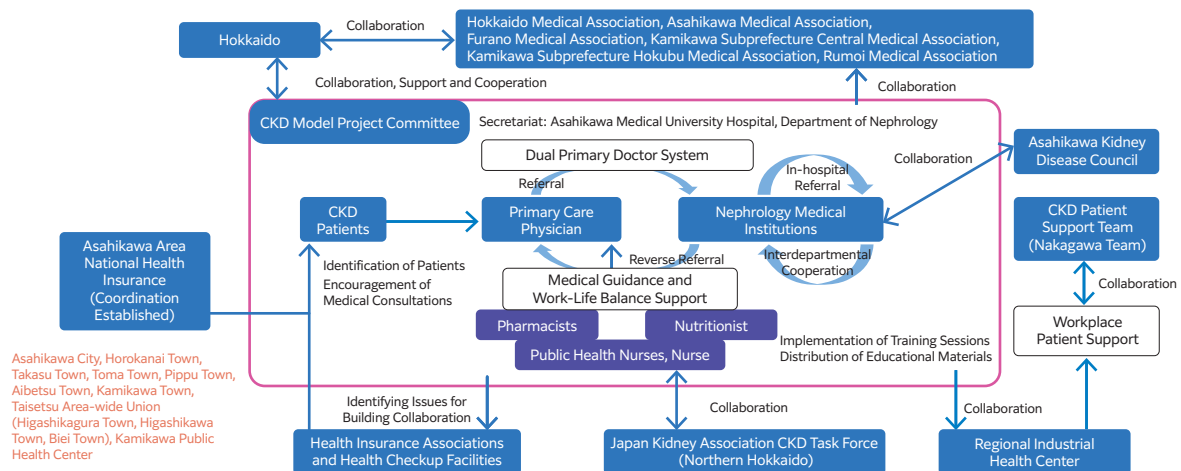 Hokkaido
Collaboration
Hokkaido Medical Association, Asahikawa Medical Association,
Furano Medical Association, Kamikawa Subprefecture Central Medical Association,
Kamikawa Subprefecture Hokubu Medical Association, Rumoi Medical Association
Collaboration, Support and Cooperation
Collaboration
CKD Model Project Committee
Secretariat: Asahikawa Medical University Hospital, Department of Nephrology
Dual Primary Doctor System
Collaboration
Asahikawa Kidney
Disease Council
Referral
In-hospital
Referral
CKD
Patients
Primary Care
Physician
Nephrology Medical
Institutions
CKD Patient
Support Team
(Nakagawa Team)
Asahikawa Area
National Health
Insurance
(Coordination
Established)
Identification of Patients
Encouragement of
Medical Consultations
Reverse Referral
Interdepartmental
Cooperation
Medical Guidance and
Work-Life Balance Support
Collaboration
Pharmacists
Nutritionist
Public Health Nurses, Nurse
Implementation of Training Sessions
Distribution of Educational Materials
Workplace
Patient Support
Asahikawa City, Horokanai Town,
Takasu Town, Toma Town, Pippu Town,
Aibetsu Town, Kamikawa Town,
Taisetsu Area-wide Union
(Higashikagura Town, Higashikawa
Town, Biei Town), Kamikawa Public
Health Center
Identifying Issues for
Building Collaboration
Collaboration
Collaboration
Health Insurance Associations
and Health Checkup Facilities
Japan Kidney Association CKD Task Force
(Northern Hokkaido)
Regional Industrial
Health Center